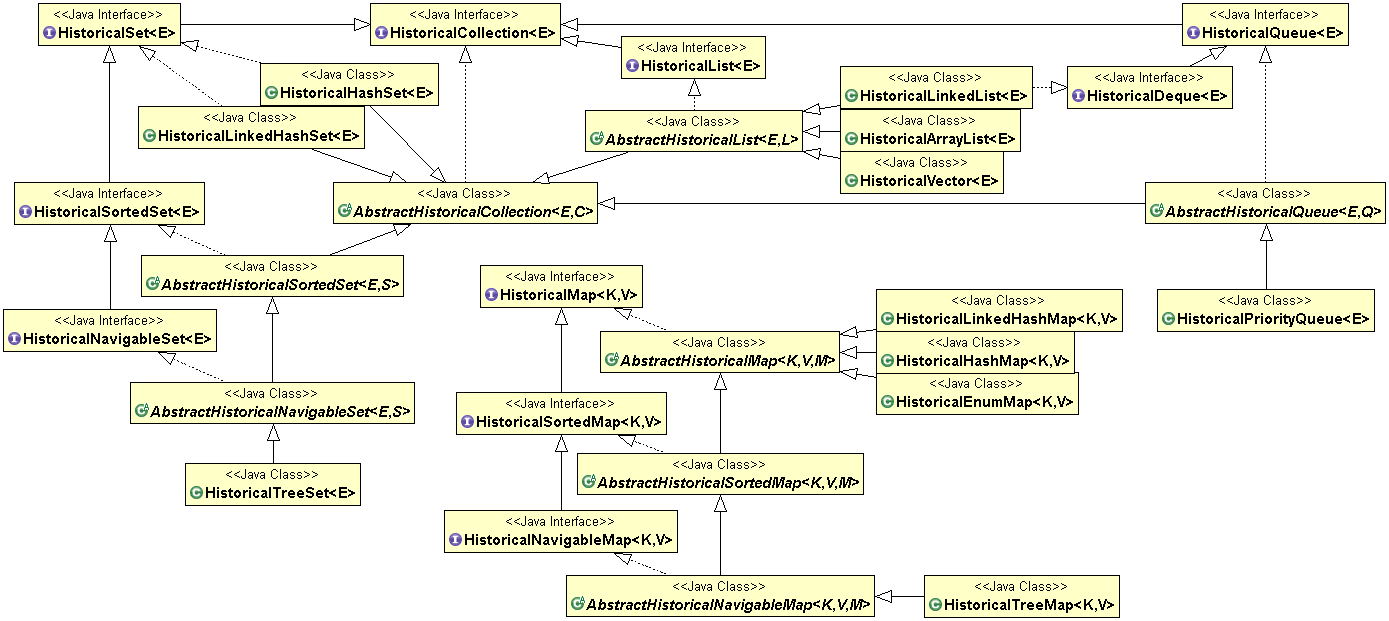 <<Java Interface>>
HistoricalSet<E>
<<Java Interface>>
HistoricalCollection<E>
<<Java Interface>>
HistoricalQueue<E>
<<Java Interface>>
HistoricalList<E>
<<Java Class>>
HistoricalHashSet<E>
<<Java Class>>
HistoricalLinkedList<E>
<<Java Interface>>
HistoricalDeque<E>
<<Java Class>>
HistoricalLinkedHashSet<E>
<<Java Class>>
AbstractHistoricalList<E,L>
<<Java Class>>
HistoricalArrayList<E>
<<Java Class>>
HistoricalVector<E>
<<Java Interface>>
HistoricalSortedSet<E>
<<Java Class>>
AbstractHistoricalCollection<E,C>
<<Java Class>>
AbstractHistoricalQueue<E,Q>
<<Java Class>>
AbstractHistoricalSortedSet<E,S>
<<Java Interface>>
HistoricalMap<K,V>
<<Java Class>>
HistoricalLinkedHashMap<K,V>
<<Java Class>>
HistoricalPriorityQueue<E>
<<Java Interface>>
HistoricalNavigableSet<E>
<<Java Class>>
AbstractHistoricalMap<K,V,M>
<<Java Class>>
HistoricalHashMap<K,V>
<<Java Class>>
HistoricalEnumMap<K,V>
<<Java Class>>
AbstractHistoricalNavigableSet<E,S>
<<Java Interface>>
HistoricalSortedMap<K,V>
<<Java Class>>
HistoricalTreeSet<E>
<<Java Class>>
AbstractHistoricalSortedMap<K,V,M>
<<Java Interface>>
HistoricalNavigableMap<K,V>
<<Java Class>>
AbstractHistoricalNavigableMap<K,V,M>
<<Java Class>>
HistoricalTreeMap<K,V>